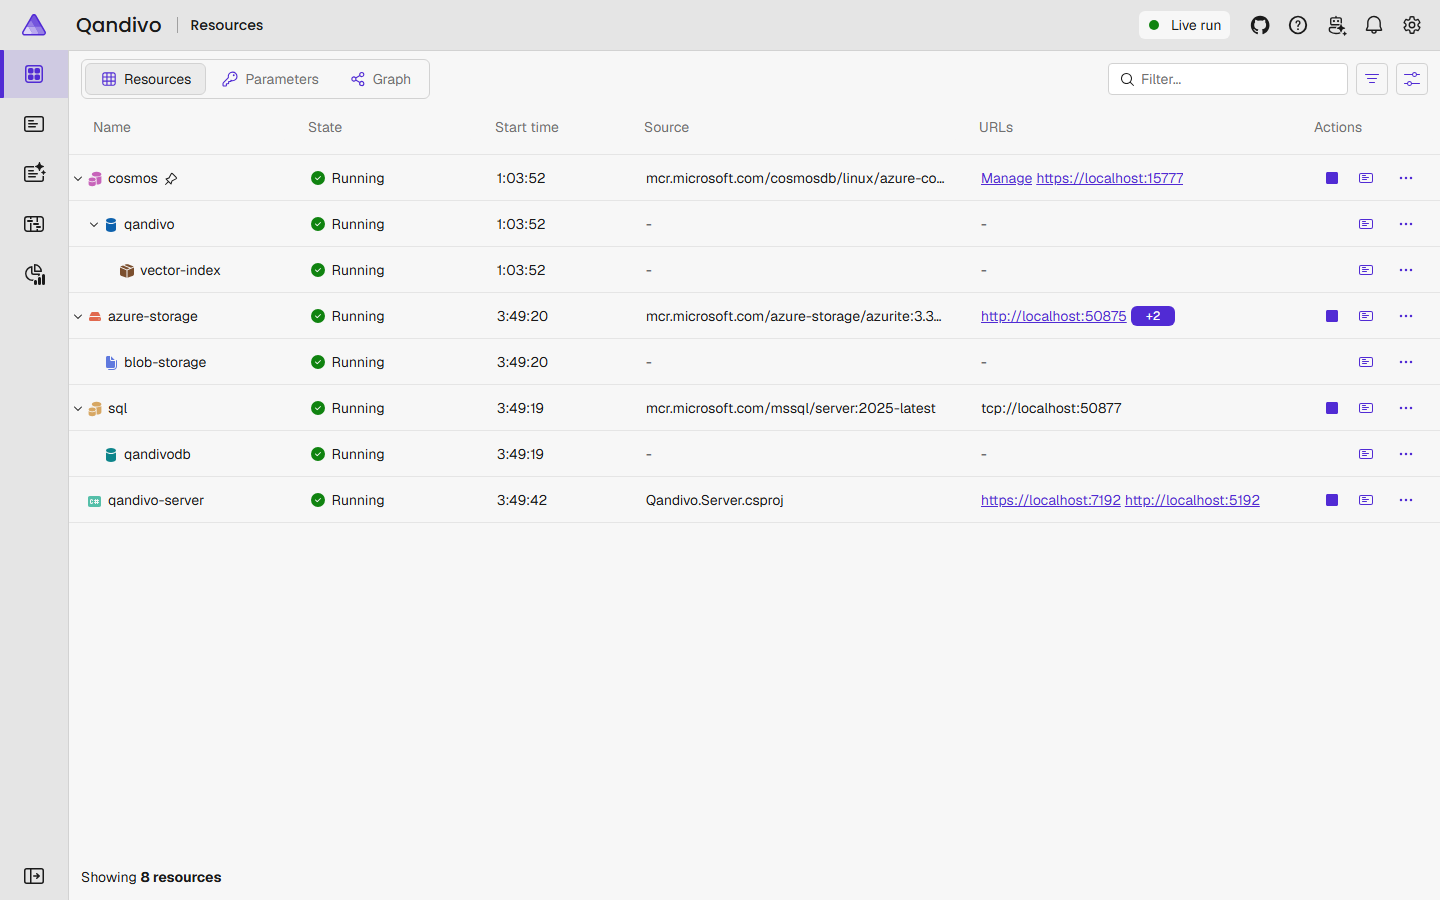 Qandivo Resources Live run
Resources Parameters Graph Filter...
Name State Start time Source URLs Actions
cosmos Running 1:03:52 mcr.microsoft.com/cosmosdb/linux/azure-co... Manage https://localhost:15777
qandivo Running 1:03:52 - -
vector-index Running 1:03:52 - -
azure-storage Running 3:49:20 mcr.microsoft.com/azure-storage/azurite:3.3... http://localhost:50875 +2
blob-storage Running 3:49:20 - -
sql Running 3:49:19 mcr.microsoft.com/mssql/server:2025-latest tcp://localhost:50877
qandivodb Running 3:49:19 - -
C# qandivo-server Running 3:49:42 Qandivo.Server.csproj https://localhost:7192 http://localhost:5192
Showing 8 resources